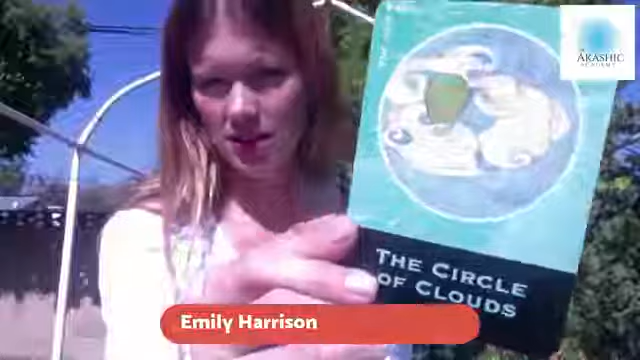 THE
AKASHIC
ACADEMY
THE CIRCLE
OF CLOUDS
Emily Harrison